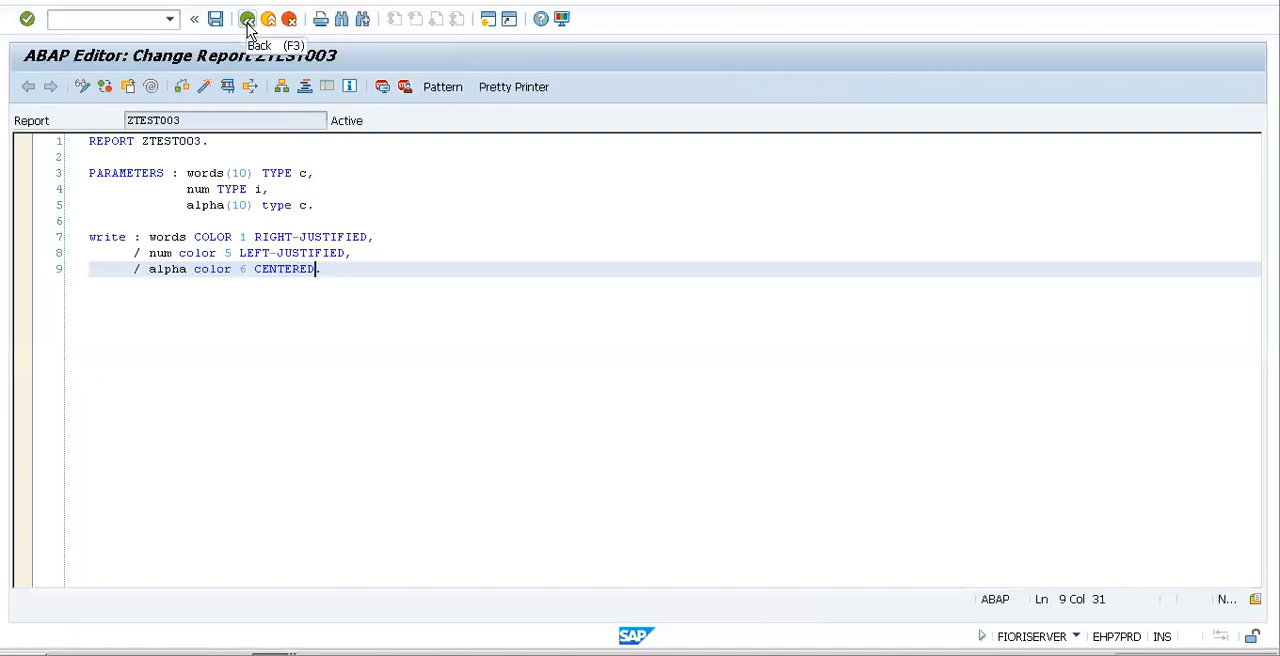 Back (F3)
ABAP Editor: Change Report ZTEST003
Pattern Pretty Printer
Report ZTEST003 Active
1 REPORT ZTEST003.
2
3 PARAMETERS : words(10) TYPE c,
4 num TYPE i,
5 alpha(10) type c.
6
7 write : words COLOR 1 RIGHT-JUSTIFIED,
8 / num color 5 LEFT-JUSTIFIED,
9 / alpha color 6 CENTERED.
ABAP Ln 9 Col 31 N...
SAP FIORISERVER EHP7PRD INS